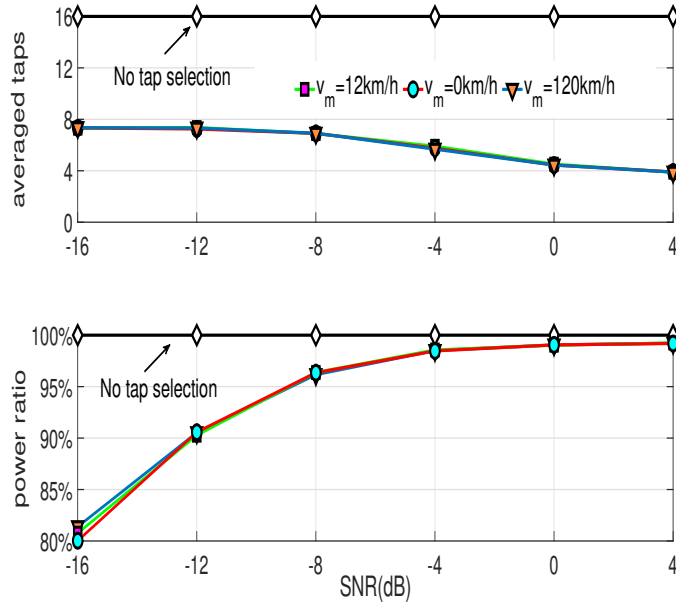 averaged taps
16
12
8
4
0
No tap selection
v_m=12km/h v_m=0km/h v_m=120km/h
-16 -12 -8 -4 0 4
power ratio
100%
95%
90%
85%
80%
No tap selection
-16 -12 -8 -4 0 4
SNR(dB)